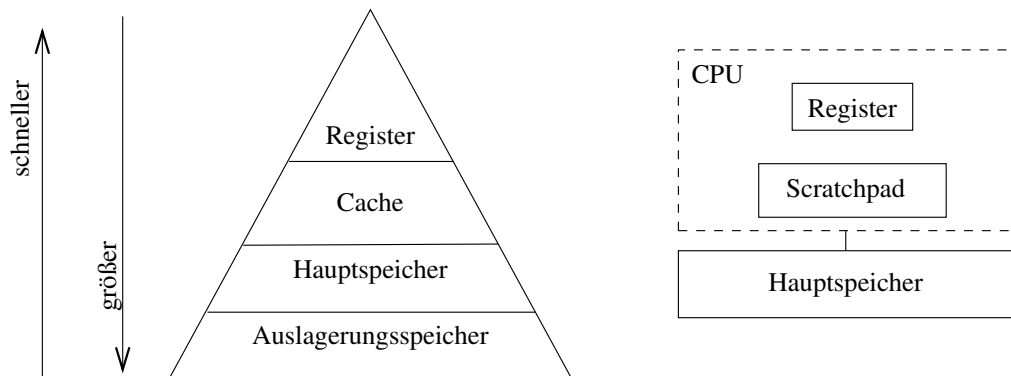 schneller
größer
Register
Cache
Hauptspeicher
Auslagerungsspeicher
CPU
Register
Scratchpad
Hauptspeicher